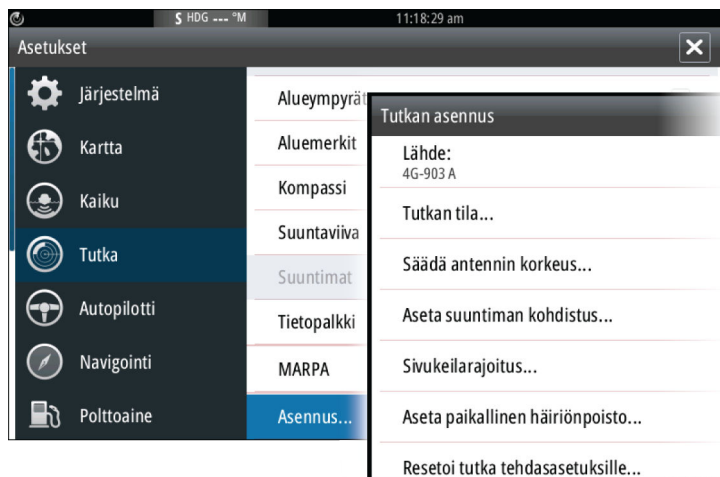 S HDG --- °M
11:18:29 am
Asetukset
Järjestelmä
Kartta
Kaiku
Tutka
Autopilotti
Navigointi
Polttoaine
Alueympyrät
Aluemerkit
Kompassi
Suuntaviiva
Suuntimat
Tietopalkki
MARPA
Asennus...
Tutkan asennus
Lähde:
4G-903 A
Tutkan tila...
Säädä antennin korkeus...
Aseta suuntiman kohdistus...
Sivukeilarajoitus...
Aseta paikallinen häiriönpoisto...
Resetoi tutka tehdasasetuksille...